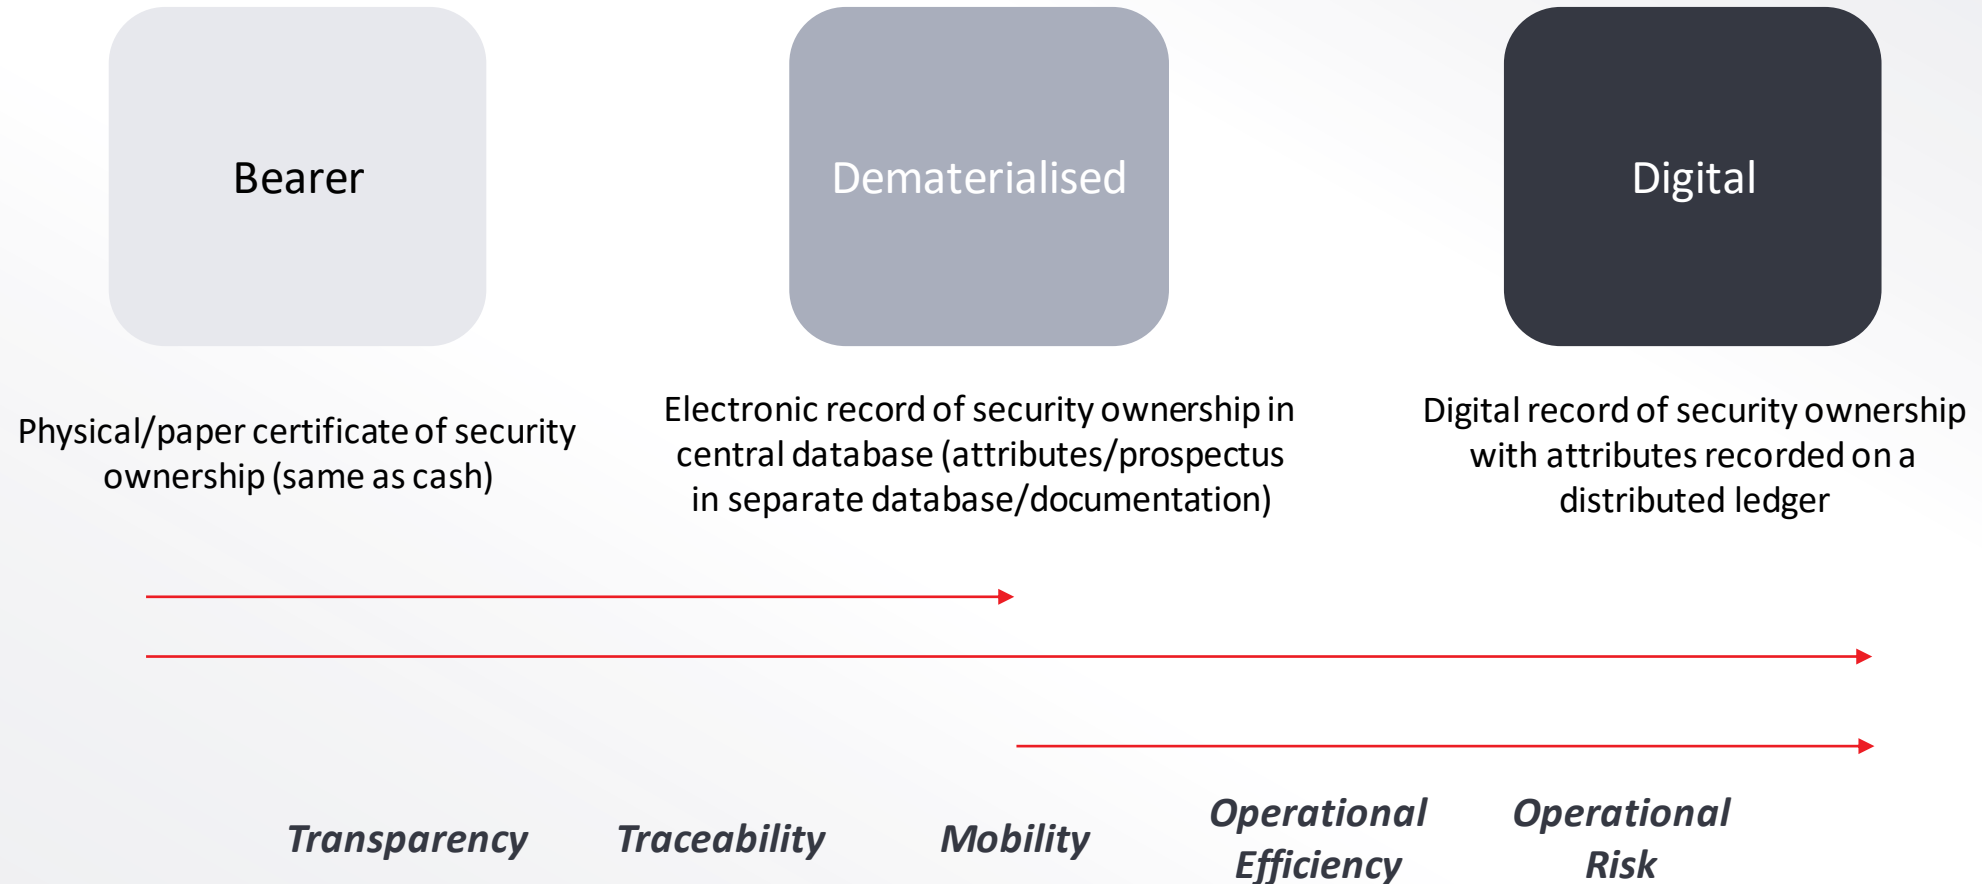 Bearer
Dematerialised
Digital
Physical/paper certificate of security
ownership (same as cash)
Electronic record of security ownership in
central database (attributes/prospectus
in separate database/documentation)
Digital record of security ownership
with attributes recorded on a
distributed ledger
Transparency
Traceability
Mobility
Operational
Efficiency
Operational
Risk